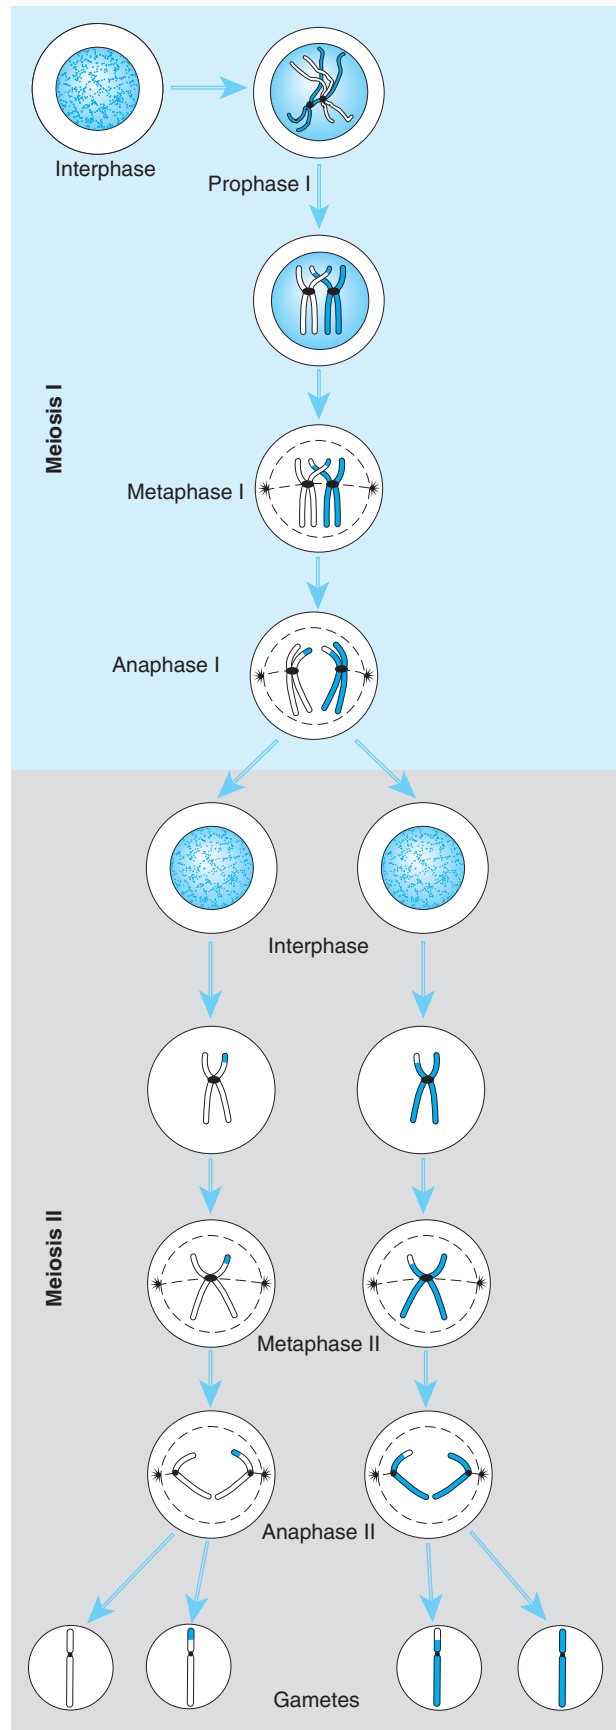 Interphase
Prophase I
Meiosis I
Metaphase I
Anaphase I
Interphase
Meiosis II
Metaphase II
Anaphase II
Gametes